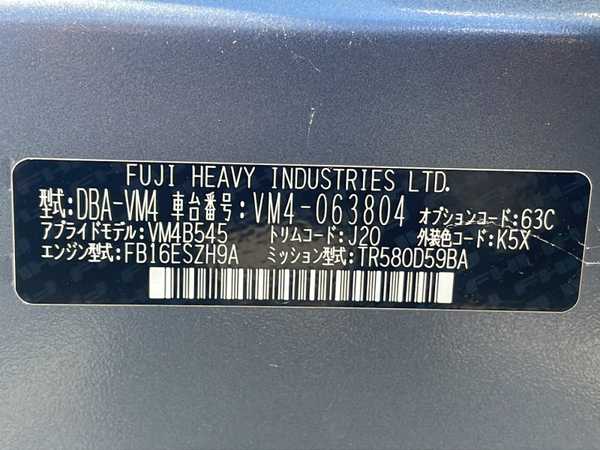 FUJI HEAVY INDUSTRIES LTD.
型式:DBA-VM4 車台番号:VM4-063804 オプションコード:63C
アプライドモデル:VM4B545 トリムコード:J20 外装色コード:K5X
エンジン型式:FB16ESZH9A ミッション型式:TR580D59BA